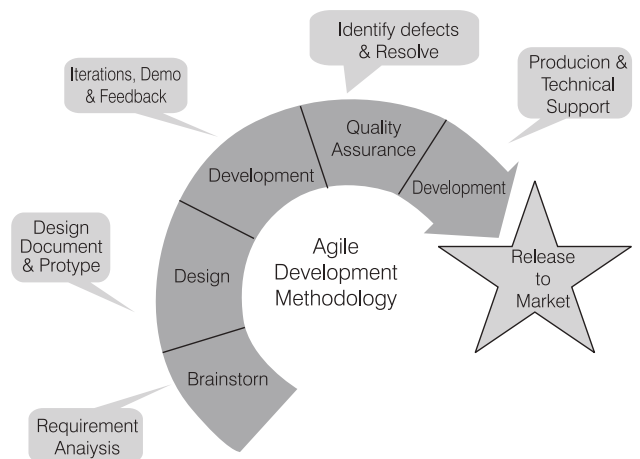 Identify defects
& Resolve
Iterations, Demo
& Feedback
Producion &
Technical
Support
Quality
Assurance
Development
Development
Design
Document
& Protype
Design
Agile
Development
Methodology
Release
to
Market
Brainstorn
Requirement
Anaiysis